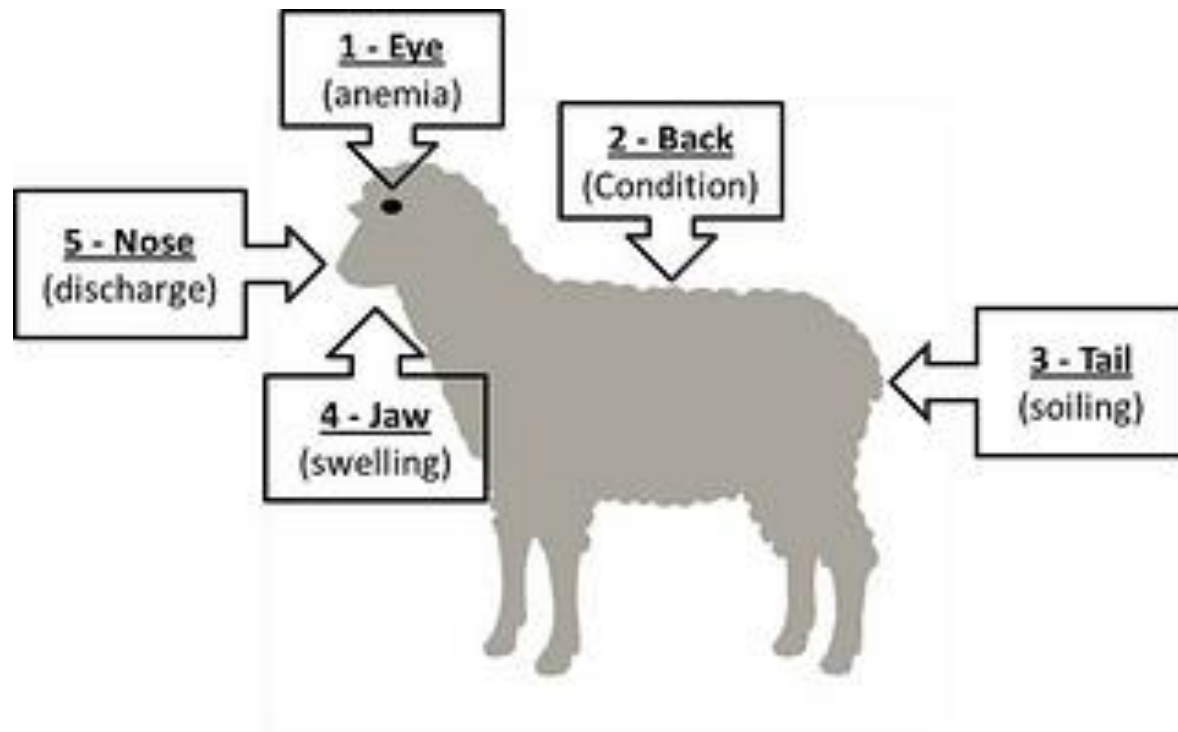 1 - Eye
(anemia)
2 - Back
(Condition)
5 - Nose
(discharge)
3 - Tail
(soiling)
4 - Jaw
(swelling)